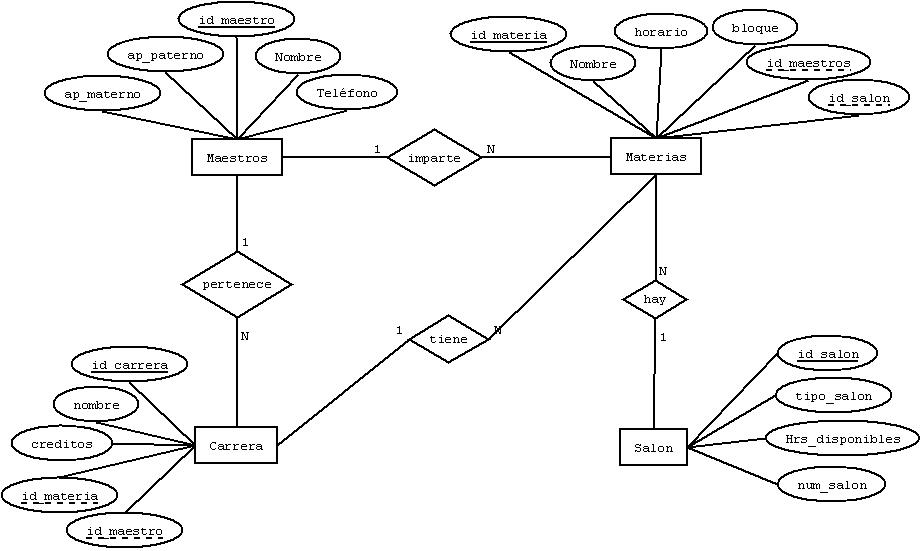 id_maestro
ap_paterno
Nombre
ap_materno
Teléfono
id_materia
horario
bloque
Nombre
id_maestros
id_salon
Maestros
1
imparte
N
Materias
1
pertenece
N
N
hay
1
1
tiene
N
id_carrera
nombre
creditos
id_materia
id_maestro
Carrera
Salon
id_salon
tipo_salon
Hrs_disponibles
num_salon